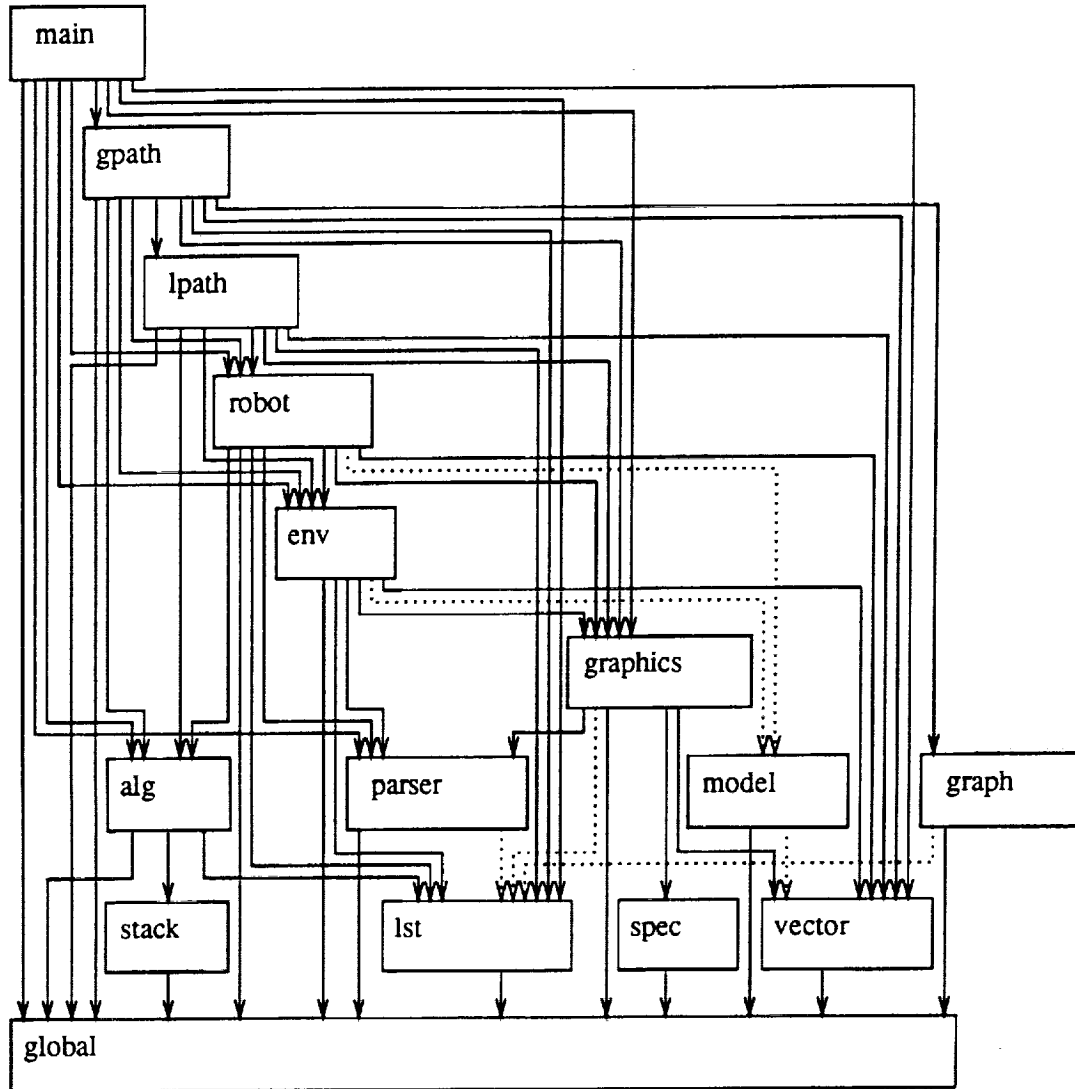 main
gpath
lpath
robot
env
graphics
alg
parser
model
graph
stack
lst
spec
vector
global